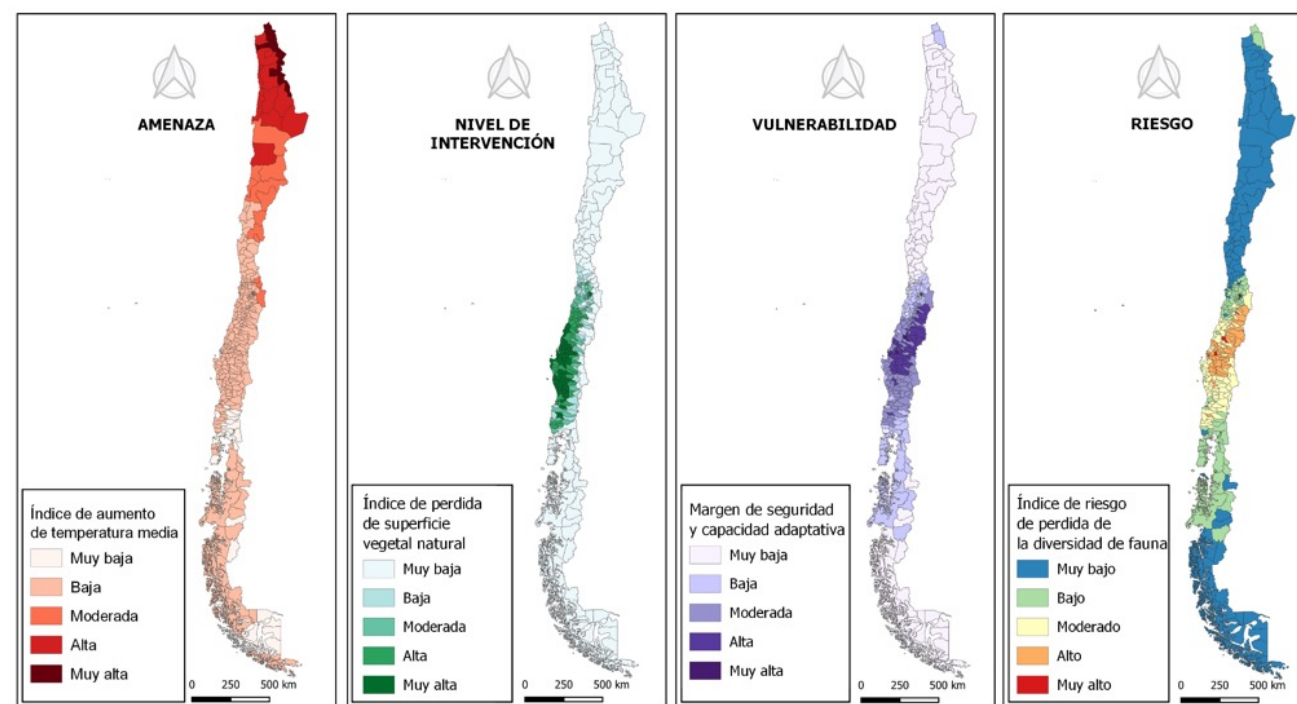 AMENAZA
Índice de aumento
de temperatura media
Muy baja
Baja
Moderada
Alta
Muy alta
0 250 500 km
NIVEL DE
INTERVENCIÓN
Índice de perdida
de superficie
vegetal natural
Muy baja
Baja
Moderada
Alta
Muy alta
0 250 500 km
VULNERABILIDAD
Margen de seguridad
y capacidad adaptativa
Muy baja
Baja
Moderada
Alta
Muy alta
0 250 500 km
RIESGO
Índice de riesgo
de perdida de
la diversidad de fauna
Muy bajo
Bajo
Moderado
Alto
Muy alto
0 250 500 km